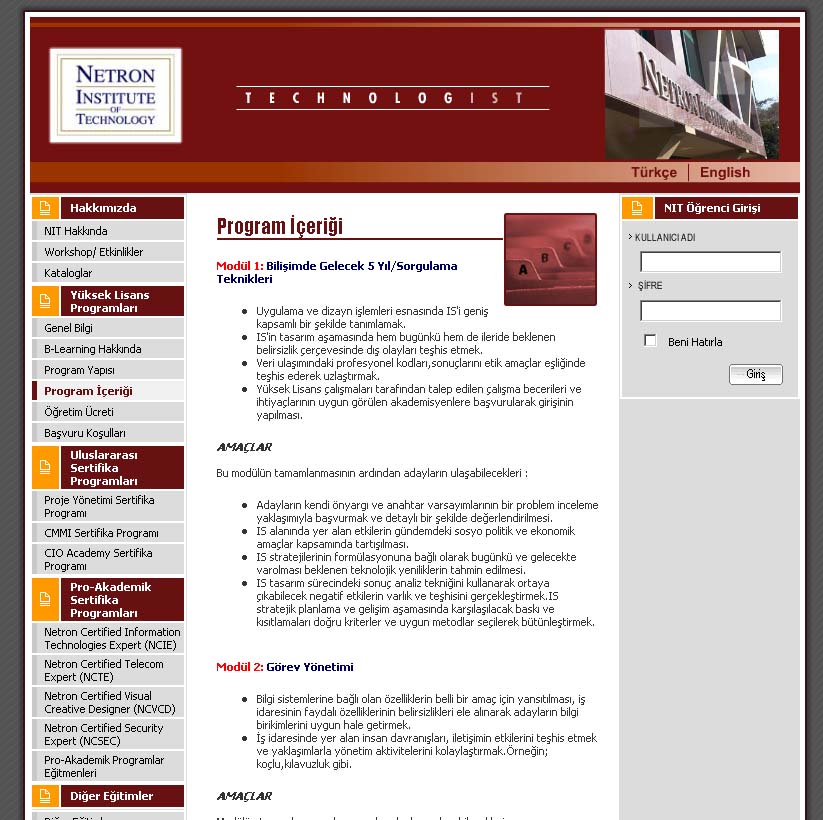 NETRON
INSTITUTE
OF
TECHNOLOGY
TECHNOLOGIST
NETRON
Türkçe | English
Hakkımızda
NIT Hakkında
Workshop/ Etkinlikler
Kataloglar
Yüksek Lisans
Programları
Genel Bilgi
B-Learning Hakkında
Program Yapısı
Program İçeriği
Öğretim Ücreti
Başvuru Koşulları
Uluslararası
Sertifika
Programları
Proje Yönetimi Sertifika
Programı
CMMI Sertifika Programı
CIO Academy Sertifika
Programı
Pro-Akademik
Sertifika
Programları
Netron Certified Information
Technologies Expert (NCIE)
Netron Certified Telecom
Expert (NCTE)
Netron Certified Visual
Creative Designer (NCVCD)
Netron Certified Security
Expert (NCSEC)
Pro-Akademik Programlar
Eğitmenleri
Diğer Eğitimler
Program İçeriği
A B C D
Modül 1: Bilişimde Gelecek 5 Yıl/Sorgulama
Teknikleri
• Uygulama ve dizayn işlemleri esnasında IS'i geniş
kapsamlı bir şekilde tanımlamak.
• IS'in tasarım aşamasında hem bugünkü hem de ileride beklenen
belirsizlik çerçevesinde dış olayları teşhis etmek.
• Veri ulaşımındaki profesyonel kodları,sonuçlarını etik amaçlar eşliğinde
teşhis ederek uzlaştırmak.
• Yüksek Lisans çalışmaları tarafından talep edilen çalışma becerileri ve
ihtiyaçlarının uygun görülen akademisyenlere başvurularak girişinin
yapılması.
AMAÇLAR
Bu modülün tamamlanmasının ardından adayların ulaşabilecekleri :
• Adayların kendi önyargı ve anahtar varsayımlarının bir problem inceleme
yaklaşımıyla başvurmak ve detaylı bir şekilde değerlendirilmesi.
• IS alanında yer alan etkilerin gündemdeki sosyo politik ve ekonomik
amaçlar kapsamında tartışılması.
• IS stratejilerinin formülasyonuna bağlı olarak bugünkü ve gelecekte
varolması beklenen teknolojik yeniliklerin tahmin edilmesi.
• IS tasarım sürecindeki sonuç analiz tekniğini kullanarak ortaya
çıkabilecek negatif etkilerin varlık ve teşhisini gerçekleştirmek.IS
stratejik planlama ve gelişim aşamasında karşılaşılacak baskı ve
kısıtlamaları doğru kriterler ve uygun metodlar seçilerek bütünleştirmek.
Modül 2: Görev Yönetimi
• Bilgi sistemlerine bağlı olan özelliklerin belli bir amaç için yansıtılması, iş
idaresinin faydalı özelliklerinin belirsizlikleri ele alınarak adayların bilgi
birikimlerini uygun hale getirmek.
• İş idaresinde yer alan insan davranışları, iletişimin etkilerini teşhis etmek
ve yaklaşımlarla yönetim aktivitelerini kolaylaştırmak.Örneğin;
koçlu,kılavuzluk gibi.
AMAÇLAR
NIT Öğrenci Girişi
KULLANICI ADI
ŞİFRE
Beni Hatırla
Giriş